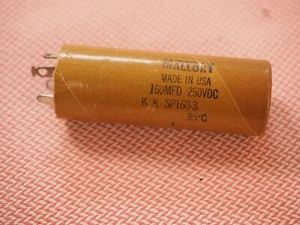 MALLORY
MADE IN USA
160MFD 250VDC
K K SP160-3
85°C